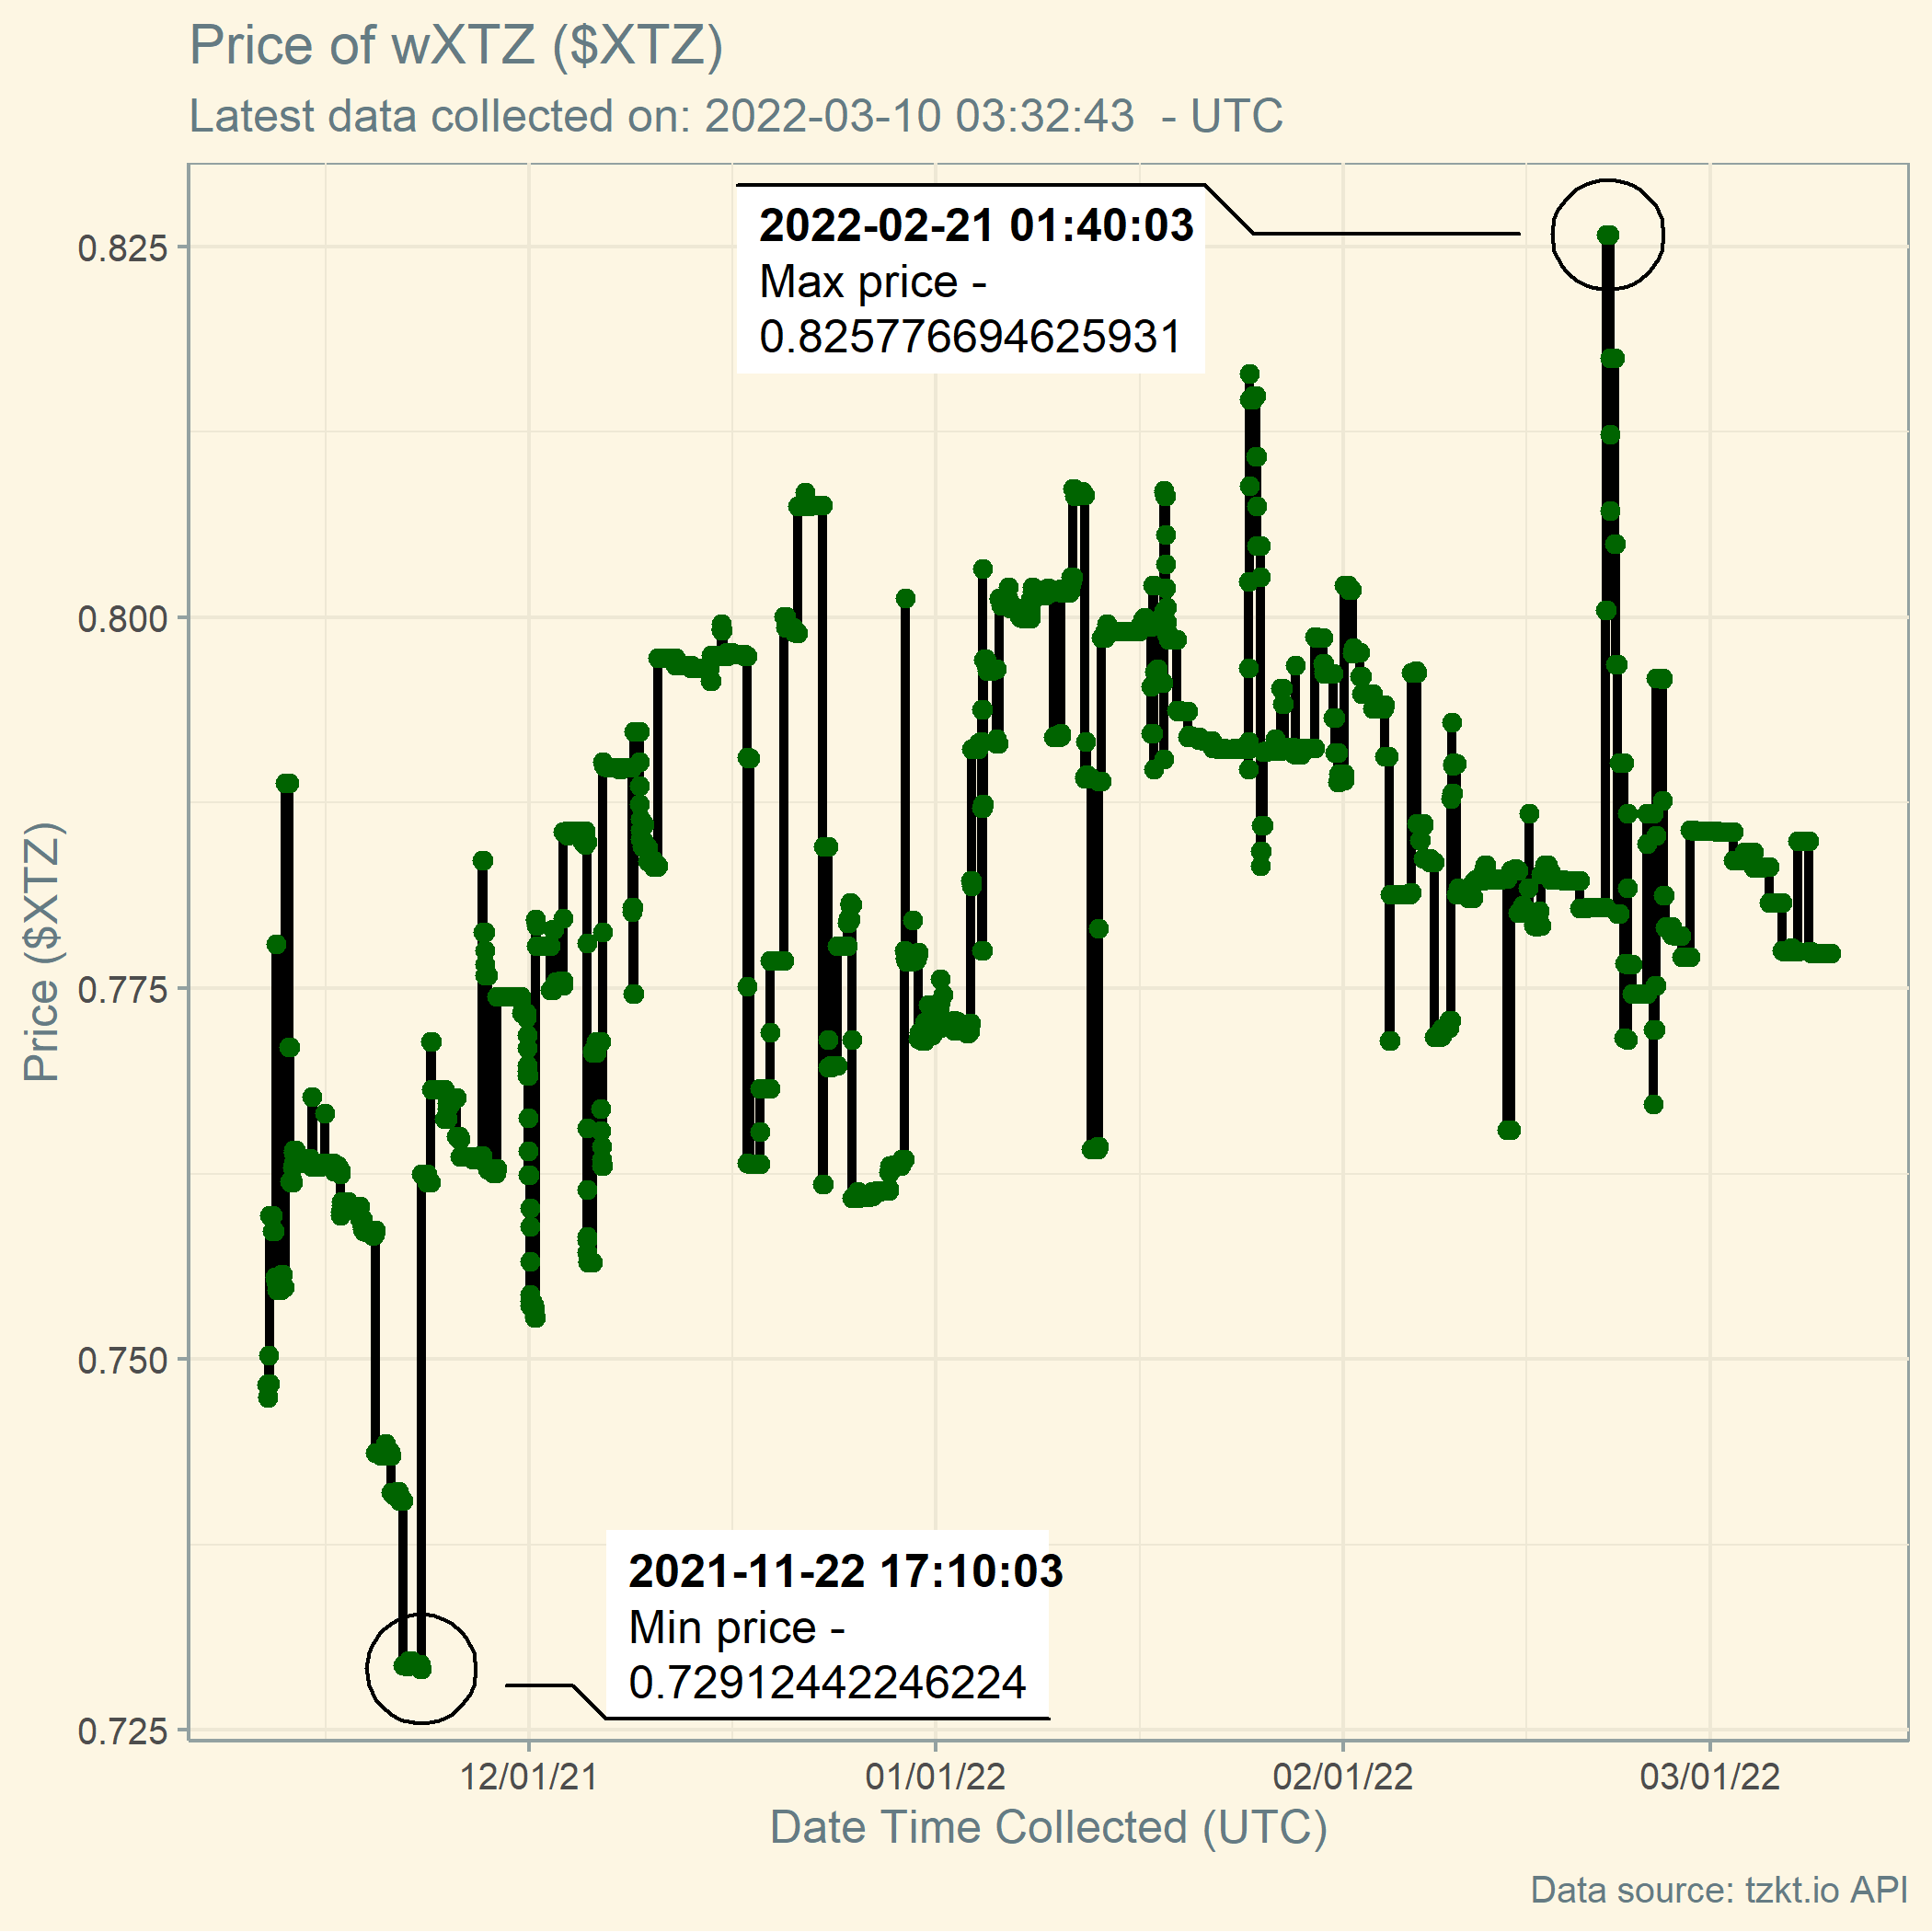 Price of wXTZ ($XTZ)
Latest data collected on: 2022-03-10 03:32:43  - UTC
2022-02-21 01:40:03
Max price -
0.825776694625931
0.825
0.800
0.775
0.750
0.725
Price ($XTZ)
2021-11-22 17:10:03
Min price -
0.72912442246224
12/01/21
01/01/22
02/01/22
03/01/22
Date Time Collected (UTC)
Data source: tzkt.io API